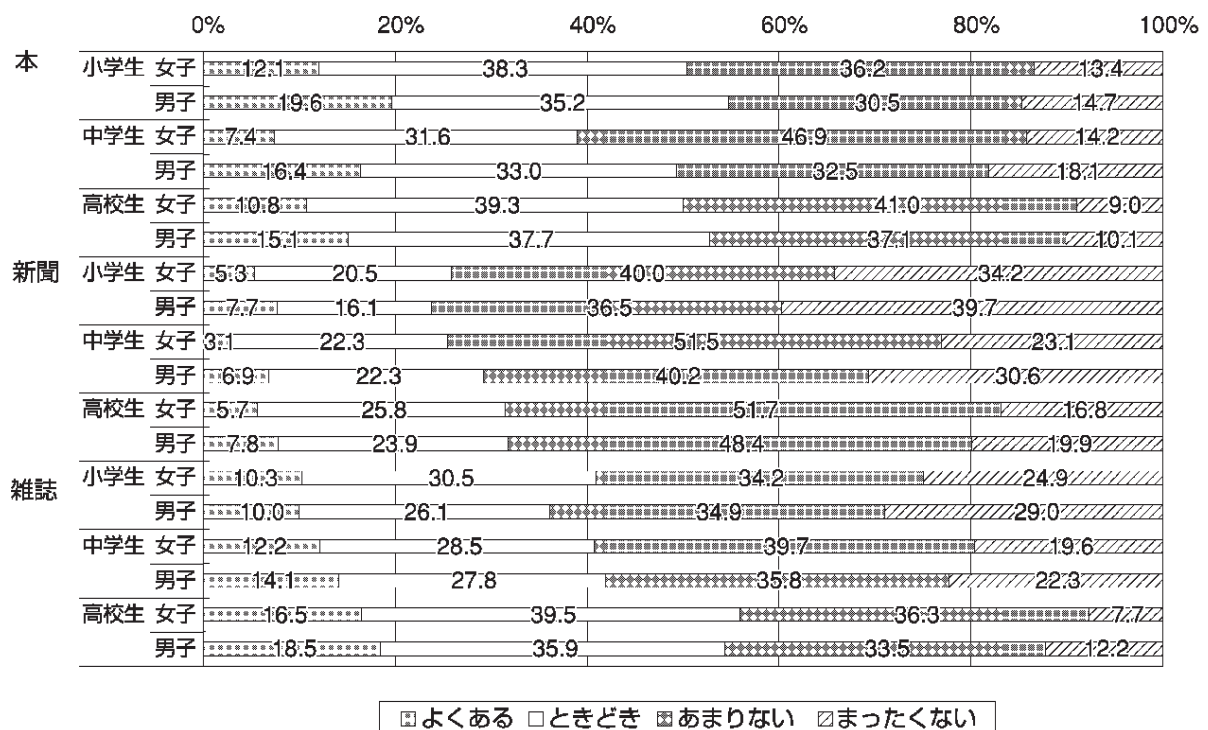 0% 20% 40% 60% 80% 100%
本 小学生 女子 12.1 38.3 36.2 13.4
男子 19.6 35.2 30.5 14.7
中学生 女子 7.4 31.6 46.9 14.2
男子 16.4 33.0 32.5 18.1
高校生 女子 10.8 39.3 41.0 9.0
男子 15.1 37.7 37.1 10.1
新聞 小学生 女子 5.3 20.5 40.0 34.2
男子 7.7 16.1 36.5 39.7
中学生 女子 3.1 22.3 51.5 23.1
男子 6.9 22.3 40.2 30.6
高校生 女子 5.7 25.8 51.7 16.8
男子 7.8 23.9 48.4 19.9
雑誌 小学生 女子 10.3 30.5 34.2 24.9
男子 10.0 26.1 34.9 29.0
中学生 女子 12.2 28.5 39.7 19.6
男子 14.1 27.8 35.8 22.3
高校生 女子 16.5 39.5 36.3 7.7
男子 18.5 35.9 33.5 12.2
よくある ときどき あまりない まったくない